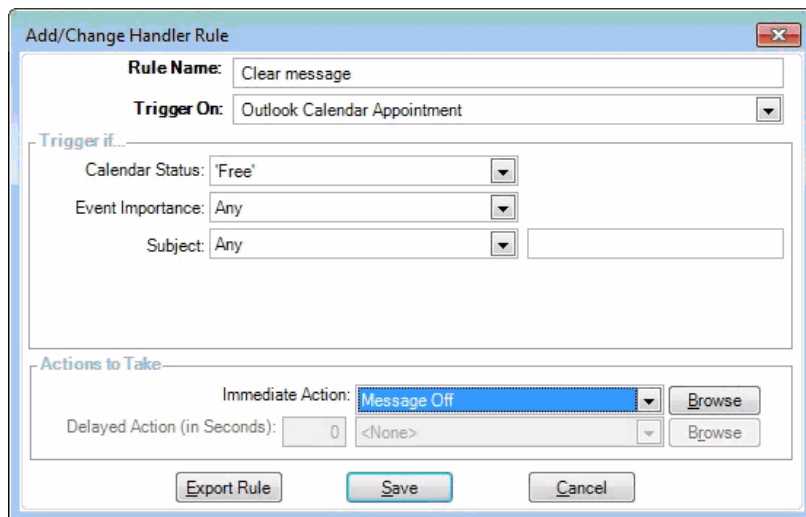 Add/Change Handler Rule
Rule Name: Clear message
Trigger On: Outlook Calendar Appointment
Trigger if...
Calendar Status: 'Free'
Event Importance: Any
Subject: Any
Actions to Take
Immediate Action: Message Off Browse
Delayed Action (in Seconds): 0 <None> Browse
Export Rule Save Cancel